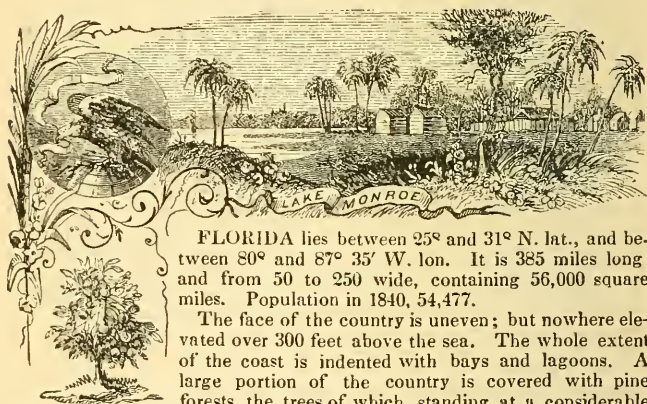 LAKE MONROE
FLORIDA lies between 25° and 31° N. lat., and be-
tween 80° and 87° 35′ W. lon. It is 385 miles long
and from 50 to 250 wide, containing 56,000 square
miles. Population in 1840, 54,477.
The face of the country is uneven; but nowhere ele-
vated over 300 feet above the sea. The whole extent
of the coast is indented with bays and lagoons. A
large portion of the country is covered with pine
forests, the trees of which, standing at a considerable